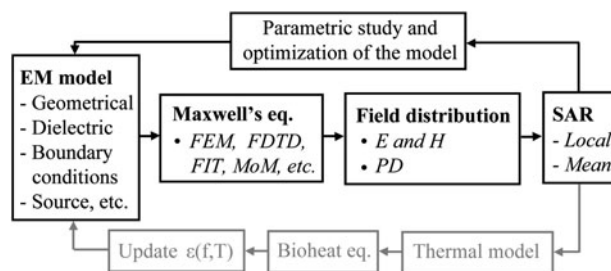 Parametric study and
optimization of the model
EM model
- Geometrical
- Dielectric
- Boundary
conditions
- Source, etc.
Maxwell's eq.
• FEM, FDTD,
FIT, MoM, etc.
Field distribution
• E and H
• PD
SAR
- Local
- Mean
Update ε(f,T)
Bioheat eq.
Thermal model